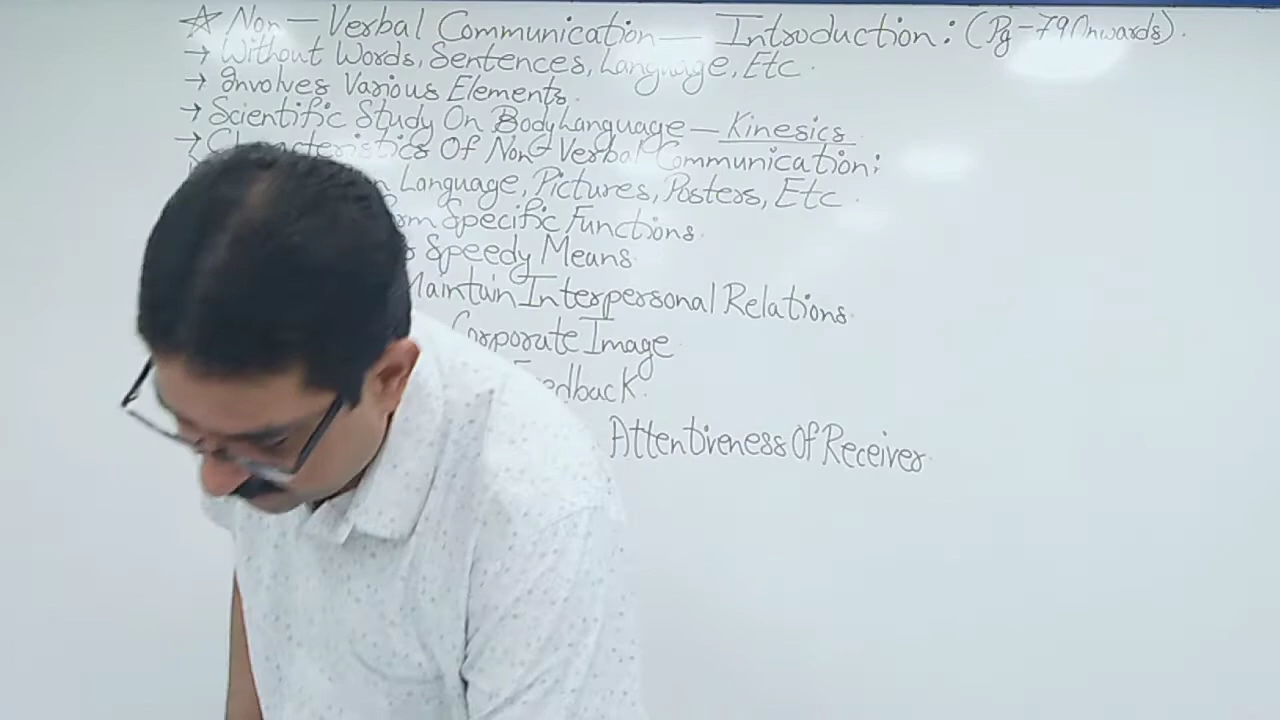 ☆ Non — Verbal Communication — Introduction: (Pg-79 Onwards).
→ Without Words, Sentences, Language, Etc.
→ Involves Various Elements.
→ Scientific Study On Body Language — Kinesics
→ Characteristics Of Non-Verbal Communication:
Language, Pictures, Posters, Etc.
Specific Functions.
Speedy Means
Maintain Interpersonal Relations.
Corporate Image
Attentiveness Of Receiver.